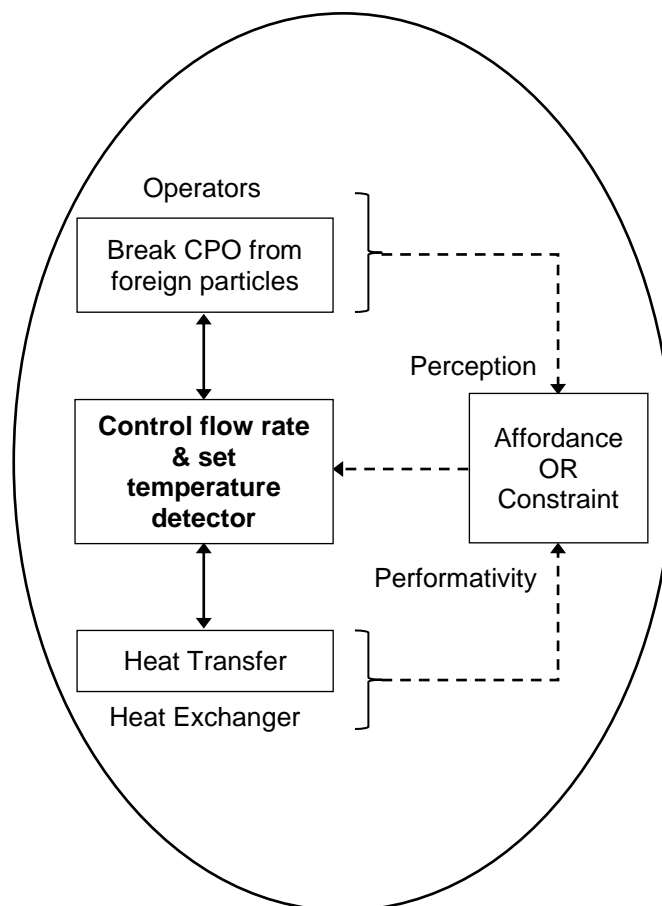 Operators
Break CPO from
foreign particles
Perception
Control flow rate
& set
temperature
detector
Affordance
OR
Constraint
Performativity
Heat Transfer
Heat Exchanger